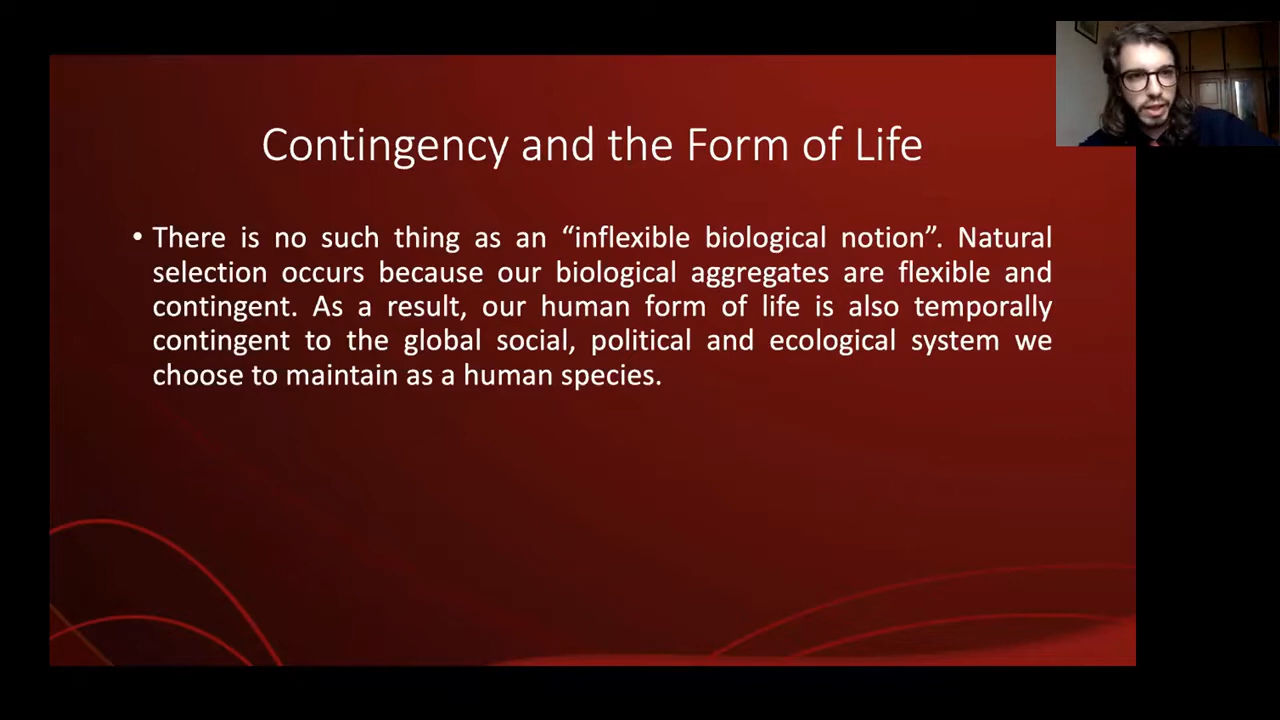 Contingency and the Form of Life
• There is no such thing as an “inflexible biological notion”. Natural
selection occurs because our biological aggregates are flexible and
contingent. As a result, our human form of life is also temporally
contingent to the global social, political and ecological system we
choose to maintain as a human species.